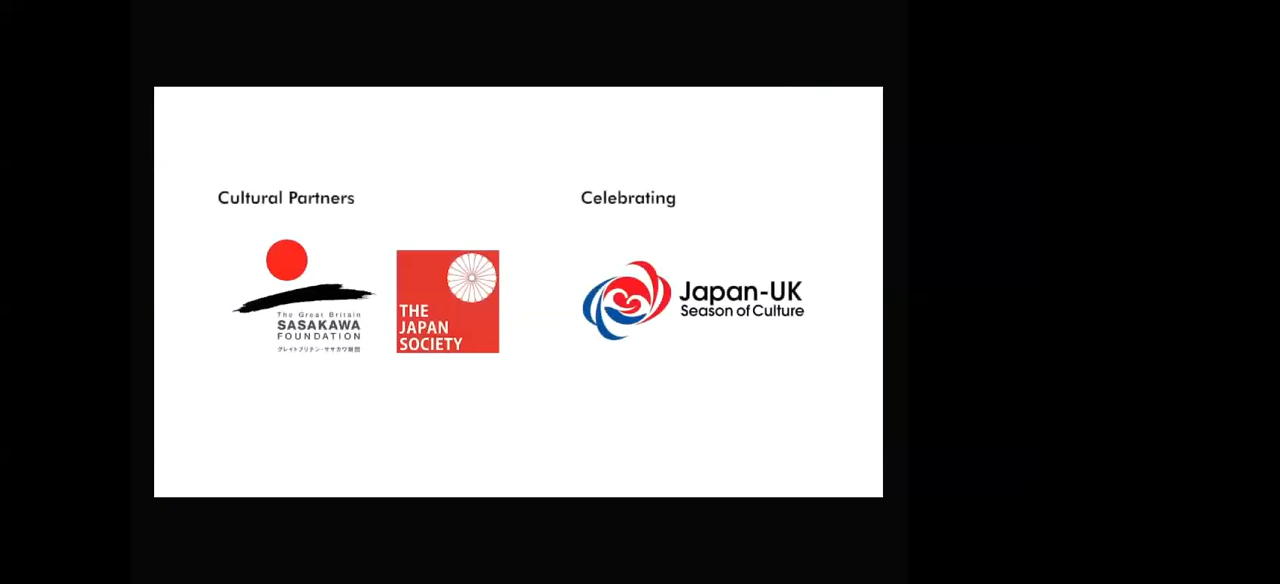 Cultural Partners
The Great Britain
SASAKAWA
FOUNDATION
グレイトブリテン・ササカワ財団
THE
JAPAN
SOCIETY
Celebrating
Japan-UK
Season of Culture